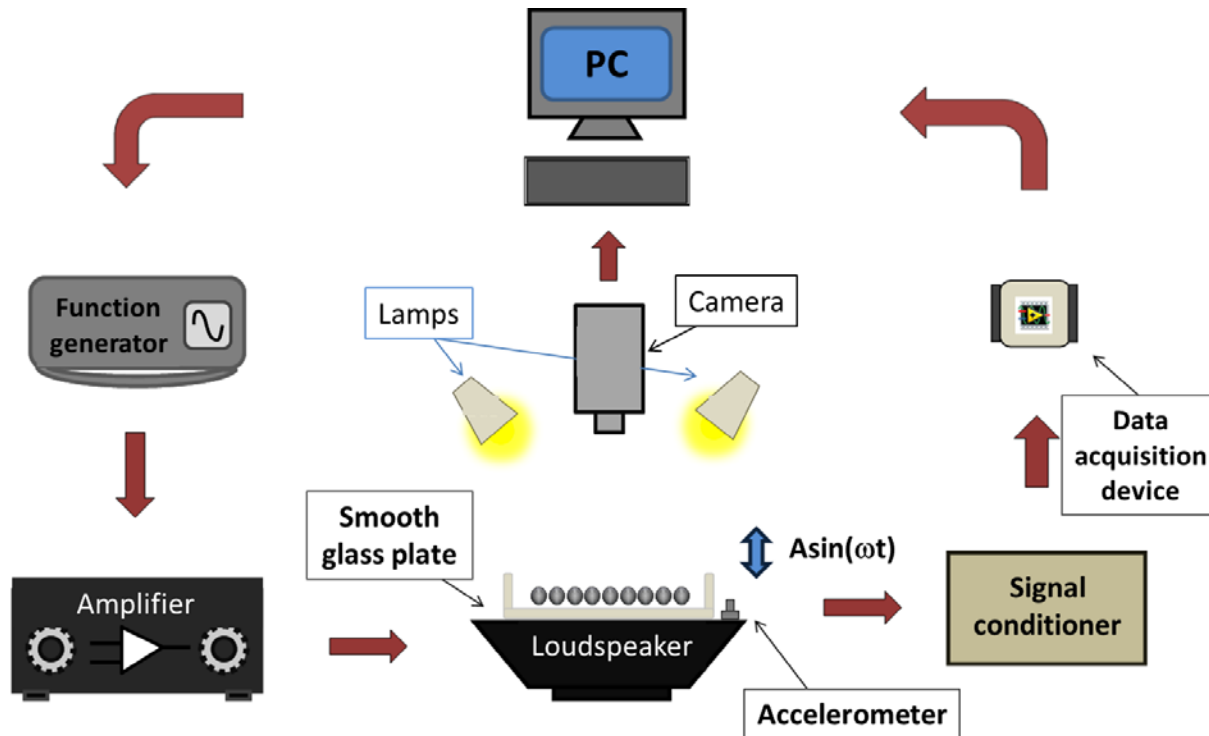 PC
Function
generator
Lamps
Camera
Data
acquisition
device
Smooth
glass plate
Asin(ωt)
Amplifier
Loudspeaker
Signal
conditioner
Accelerometer